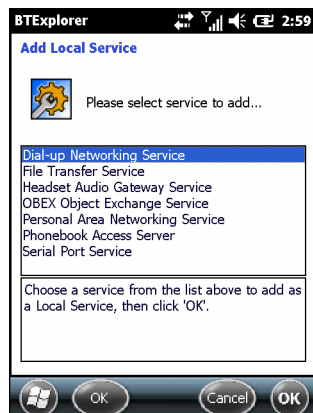 BTExplorer 2:59
Add Local Service
Please select service to add...
Dial-up Networking Service
File Transfer Service
Headset Audio Gateway Service
OBEX Object Exchange Service
Personal Area Networking Service
Phonebook Access Server
Serial Port Service
Choose a service from the list above to add as
a Local Service, then click 'OK'.
OK Cancel OK